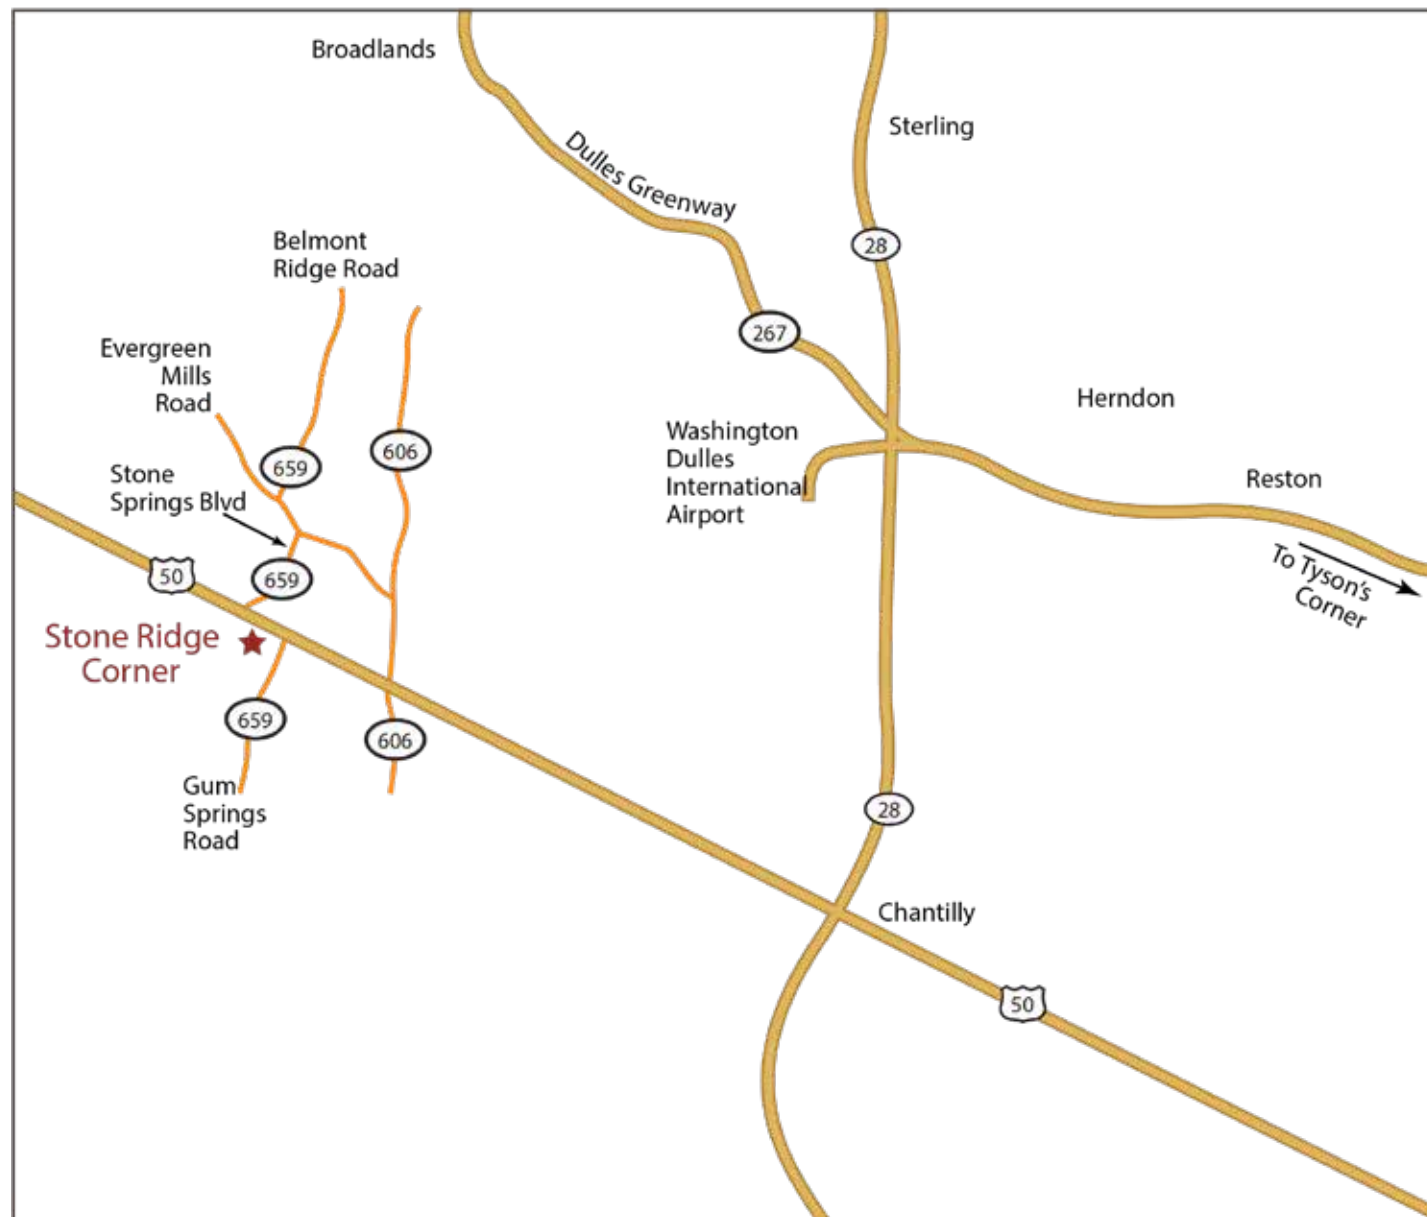 Broadlands
Sterling
Dulles Greenway
28
Belmont
Ridge Road
267
Evergreen
Mills
Road
Herndon
Washington
Dulles
International
Airport
606
659
Stone
Springs Blvd
Reston
50
659
To Tyson's
Corner
Stone Ridge
Corner
659
606
Gum
Springs
Road
28
Chantilly
50